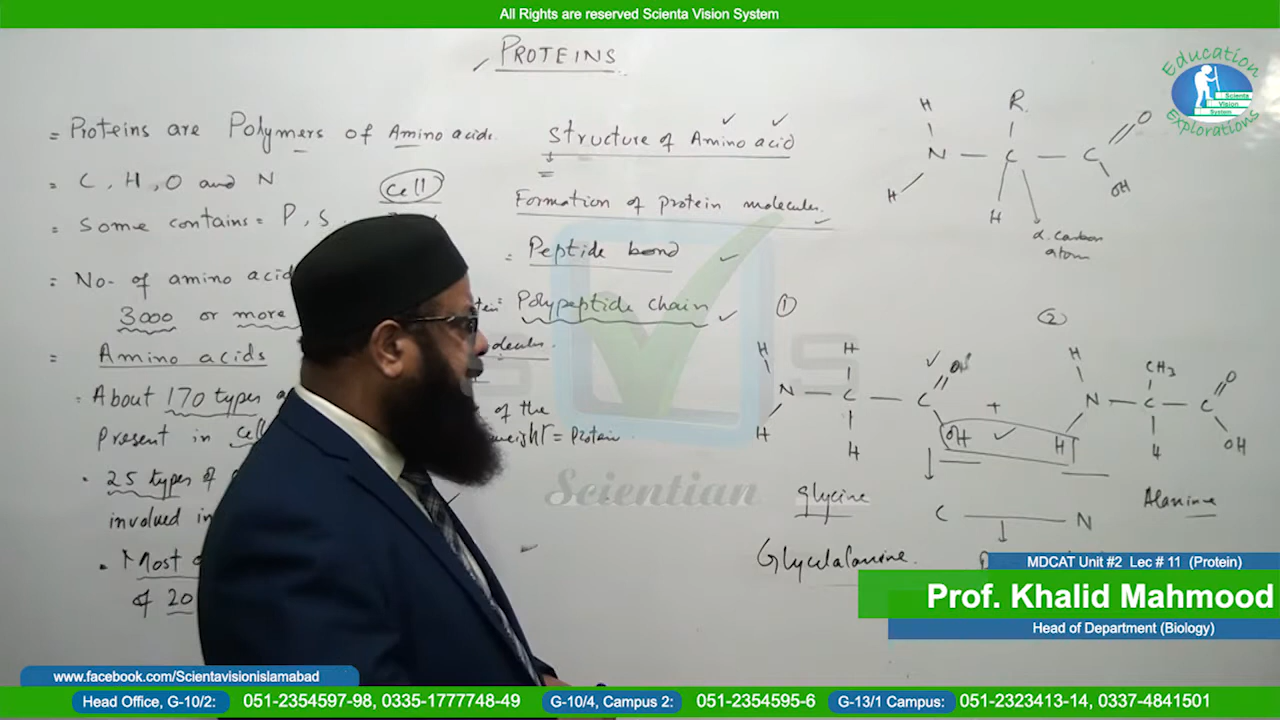 All Rights are reserved Scienta Vision System
PROTEINS
Education
Scienta
Vision
System
Explorations
= Proteins are Polymers of Amino acids.
= C, H, O and N
Cell
= Some contains = P, S.
= No. of amino acid
3000 or more
= Amino acids
About 170 types
present in
25 types of
involved in
Most
of 20
Structure of Amino acid
Formation of protein molecules.
= Peptide bond
Polypeptide chain
of the
weight = Protein
H R O
N — C — C
H H OH
α.carbon
atom
① ②
H H H CH3 O
N — C — C + N — C — C
H H OH H H OH
glycine Alanine
C — N
Glycelalanine.
Scientian
MDCAT Unit #2 Lec # 11 (Protein)
Prof. Khalid Mahmood
Head of Department (Biology)
www.facebook.com/Scientavisionislamabad
Head Office, G-10/2: 051-2354597-98, 0335-1777748-49 G-10/4, Campus 2: 051-2354595-6 G-13/1 Campus: 051-2323413-14, 0337-4841501